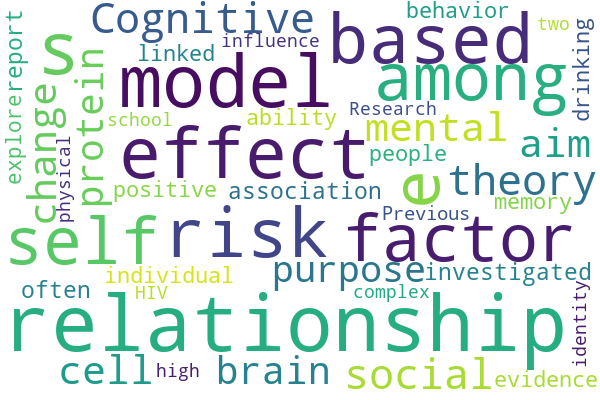 Cognitive
behavior
two
influence
linked
based
drinking
report
explore
s
model
among
change
protein
Research
ability
school
mental
aim
effect
physical
people
positive
association
e
theory
memory
Previous
self
risk
factor
individual
purpose
investigated
often
HIV
complex
identity
relationship
cell
high
brain
social
evidence